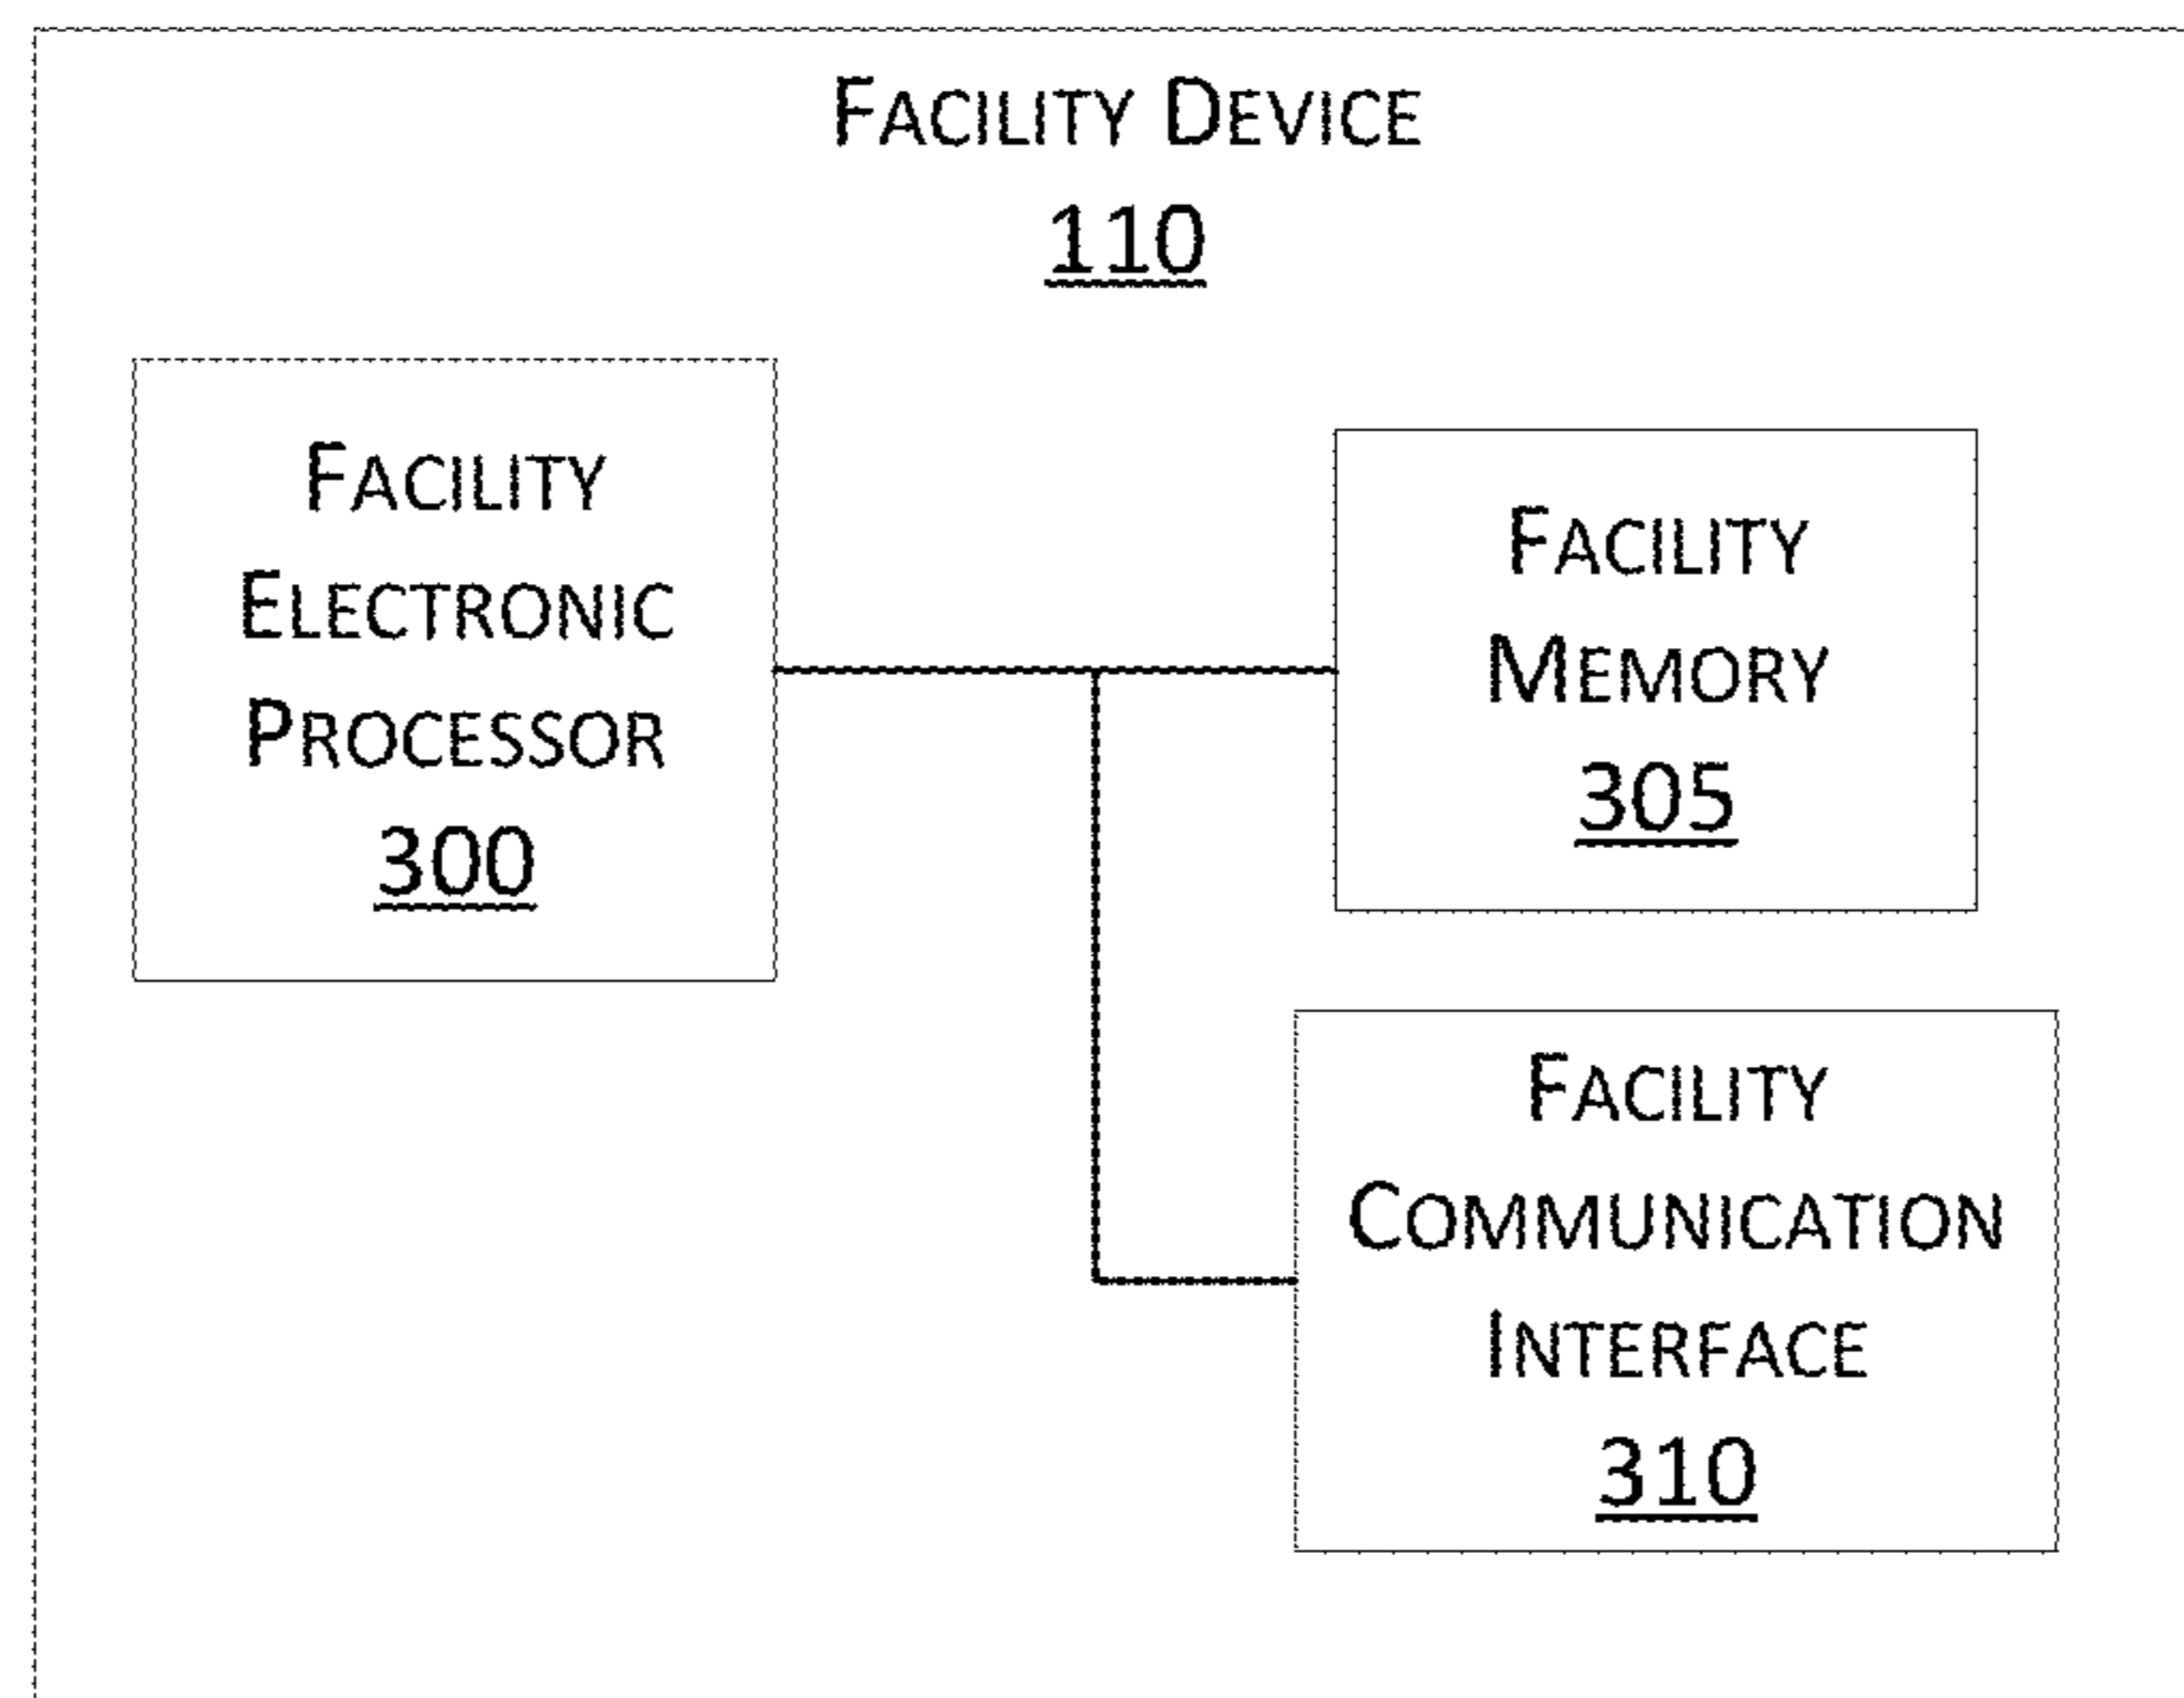 Facility Device
110
Facility
Electronic
Processor
300
Facility
Memory
305
Facility
Communication
Interface
310